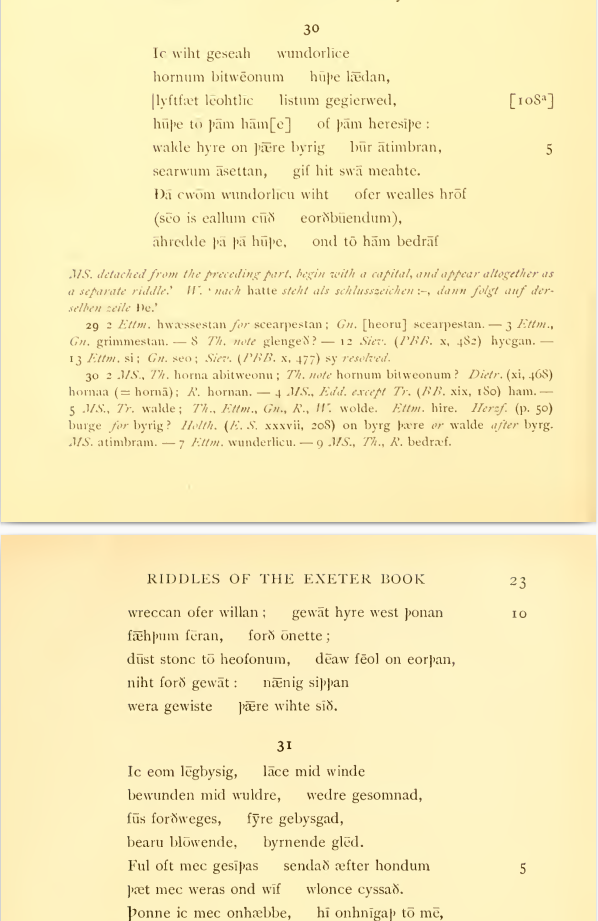 30
Ic wiht geseah wundorlice
hornum bitwēonum hūþe lǣdan,
|lyftfæt lēohtlic listum gegierwed, [108ᵃ]
hūþe tō þām hām[e] of þām heresīþe :
walde hyre on þǣre byrig būr ātimbran, 5
searwum āsettan, gif hit swā meahte.
Ðā cwōm wundorlicu wiht ofer wealles hrōf
(sēo is eallum cūð eorðbūendum),
āhredde þā þā hūþe, ond tō hām bedrāf
MS. detached from the preceding part, begin with a capital, and appear altogether as
a separate riddle.' W. 'nach hatte steht als schlusszeichen :–, dann folgt auf der-
selben zeile Ðe.'
29 2 Ettm. hwæssestan for scearpestan ; Gn. [heoru] scearpestan. — 3 Ettm.,
Gn. grimmestan. — 8 Th. note glengeð? — 12 Siev. (PBB. x, 482) hycgan. —
13 Ettm. si ; Gn. seo ; Siev. (PBB. x, 477) sy resolved.
30 2 MS., Th. horna abitweonu ; Th. note hornum bitweonum? Dietr. (xi, 468)
hornaa (= hornā) ; R. hornan. — 4 MS., Edd. except Tr. (BB. xix, 180) ham. —
5 MS., Tr. walde ; Th., Ettm., Gn., R., W. wolde. Ettm. hire. Herzf. (p. 50)
burge for byrig? Holth. (E. S. xxxvii, 208) on byrg þære or walde after byrg.
MS. atimbram. — 7 Ettm. wunderlicu. — 9 MS., Th., R. bedræf.
RIDDLES OF THE EXETER BOOK 23
wreccan ofer willan ; gewāt hyre west þonan 10
fǣhþum fēran, forð ōnette ;
dūst stonc tō heofonum, dēaw fēol on eorþan,
niht forð gewāt : nǣnig siþþan
wera gewiste þǣre wihte sīð.
31
Ic eom lēgbysig, lāce mid winde
bewunden mid wuldre, wedre gesomnad,
fūs forðweges, fȳre gebysgad,
bearu blōwende, byrnende glēd.
Ful oft mec gesīþas sendað æfter hondum 5
þæt mec weras ond wīf wlonce cyssað.
Þonne ic mec onhæbbe, hī onhnīgaþ tō mē,